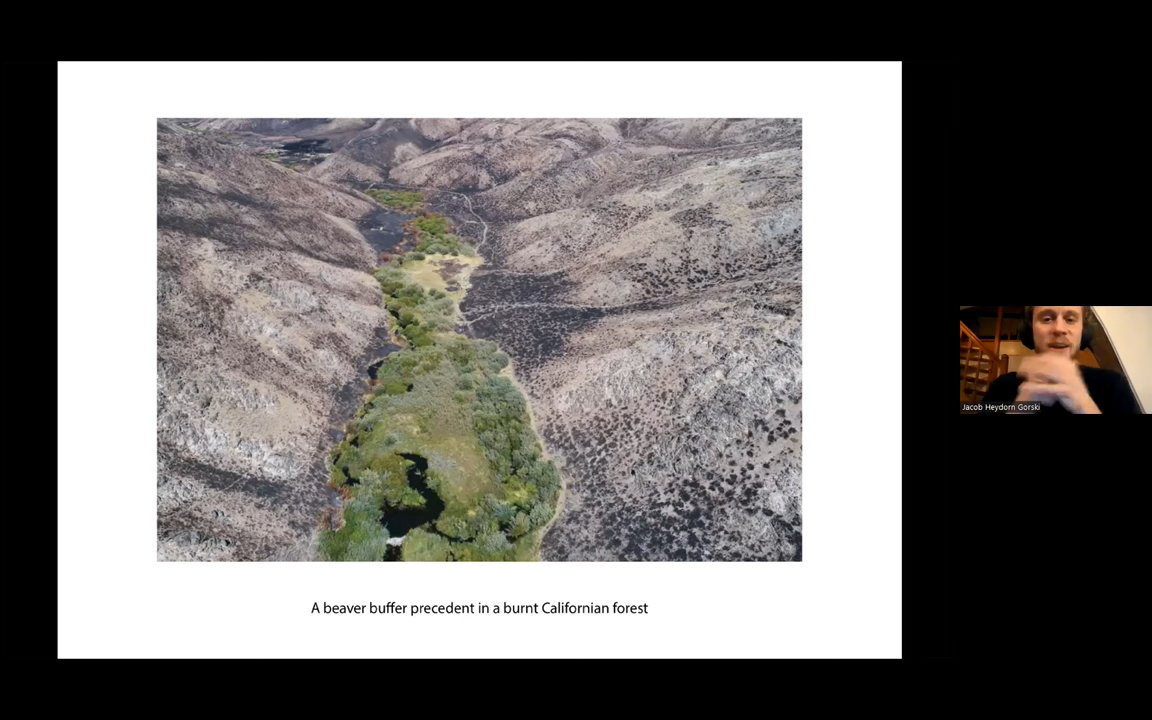 A beaver buffer precedent in a burnt Californian forest
Jacob Heydorn Gorski